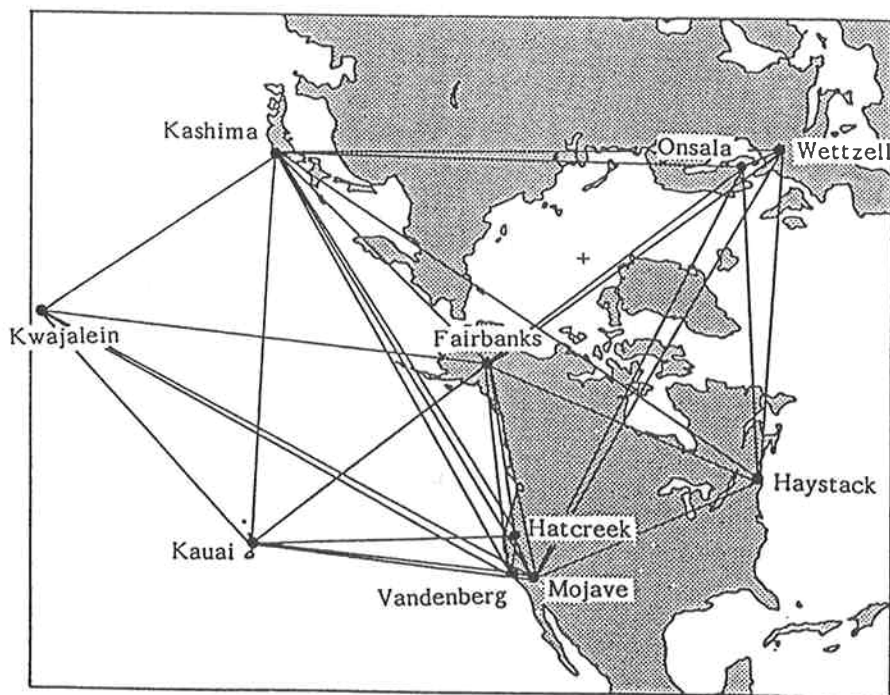 Kashima
Onsala
Wettzell
Kwajalein
Fairbanks
Haystack
Hatcreek
Kauai
Vandenberg
Mojave